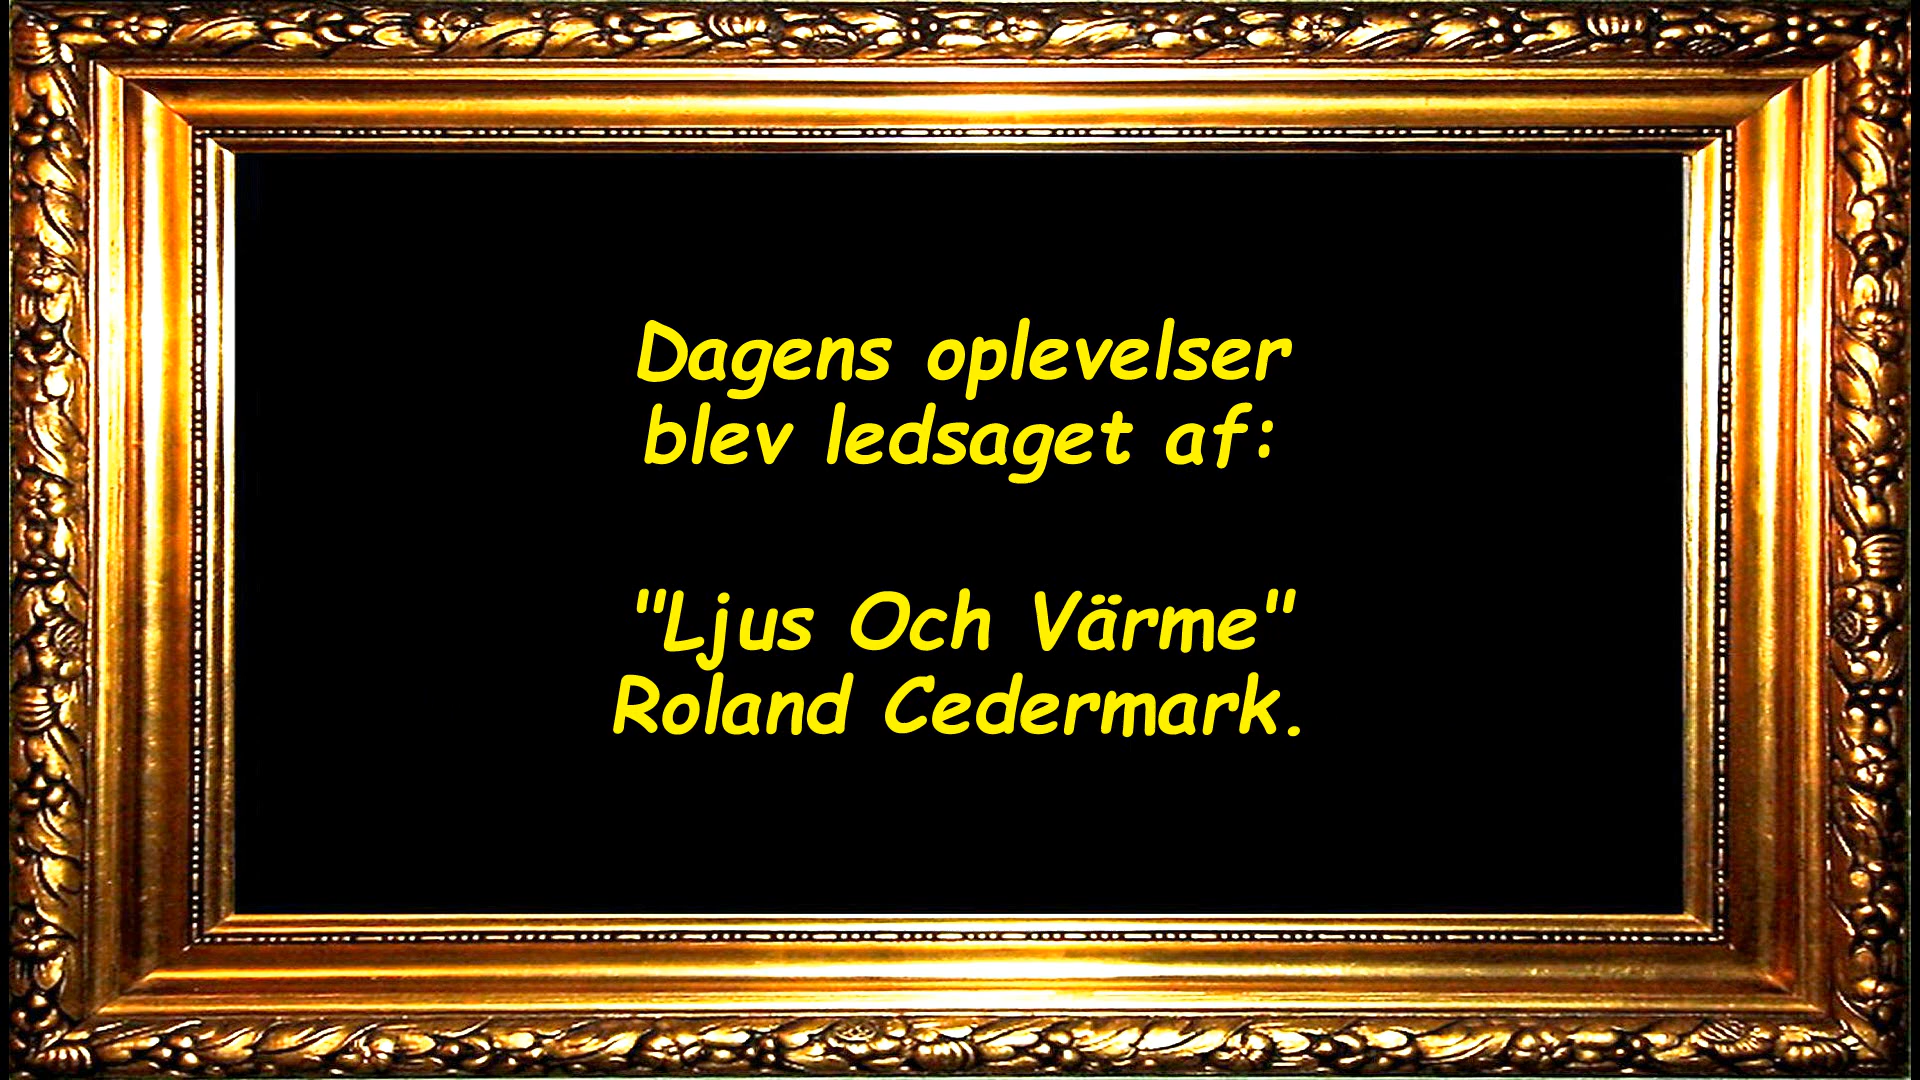 Dagens oplevelser
blev ledsaget af:
"Ljus Och Värme"
Roland Cedermark.